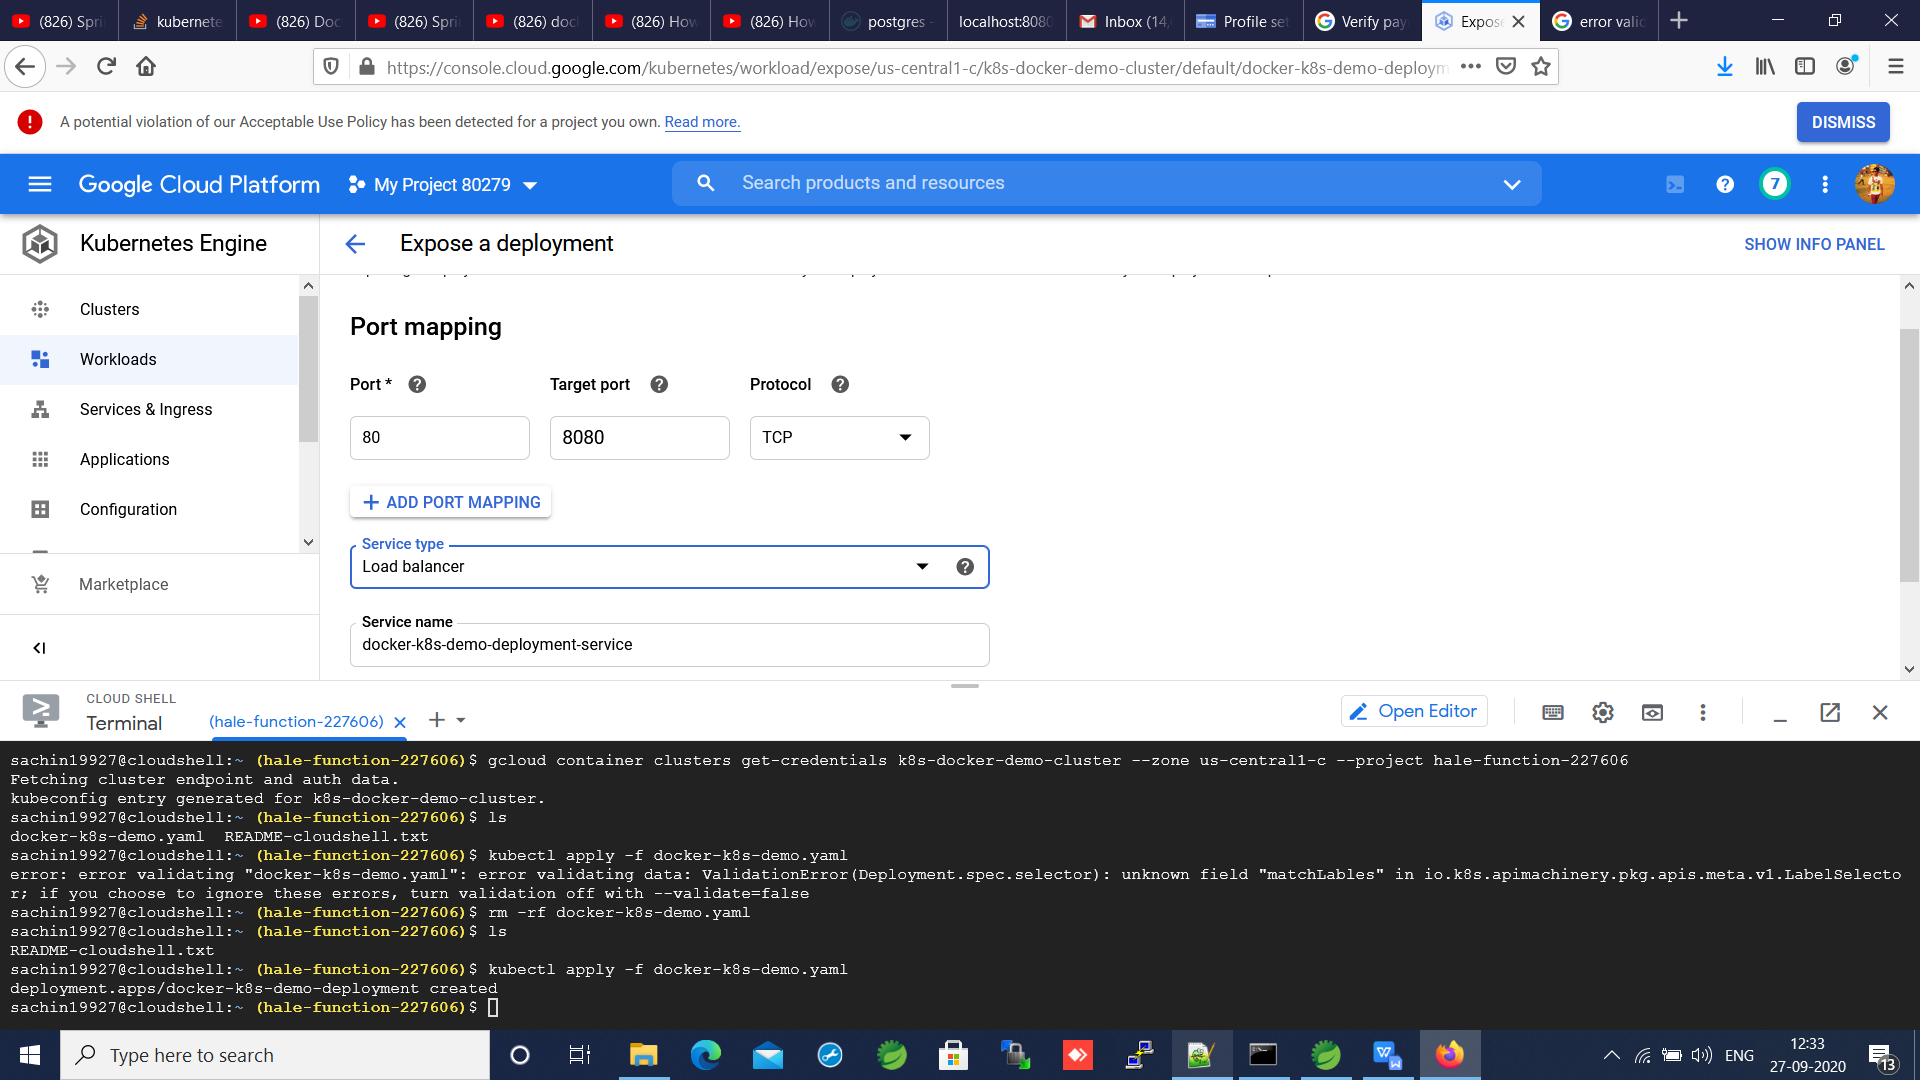 (826) Spri
kubernete
(826) Doc
(826) Spri
(826) doc
(826) How
(826) How
postgres -
localhost:8080
Inbox (14,
Profile set
Verify pay
Expose
error valid
https://console.cloud.google.com/kubernetes/workload/expose/us-central1-c/k8s-docker-demo-cluster/default/docker-k8s-demo-deploym
A potential violation of our Acceptable Use Policy has been detected for a project you own. Read more.
DISMISS
Google Cloud Platform
My Project 80279
Search products and resources
7
Kubernetes Engine
Expose a deployment
SHOW INFO PANEL
Clusters
Workloads
Services & Ingress
Applications
Configuration
Marketplace
Port mapping
Port *
Target port
Protocol
80
8080
TCP
ADD PORT MAPPING
Service type
Load balancer
Service name
docker-k8s-demo-deployment-service
CLOUD SHELL
Terminal
(hale-function-227606)
Open Editor
sachin19927@cloudshell:~ (hale-function-227606)$ gcloud container clusters get-credentials k8s-docker-demo-cluster --zone us-central1-c --project hale-function-227606
Fetching cluster endpoint and auth data.
kubeconfig entry generated for k8s-docker-demo-cluster.
sachin19927@cloudshell:~ (hale-function-227606)$ ls
docker-k8s-demo.yaml  README-cloudshell.txt
sachin19927@cloudshell:~ (hale-function-227606)$ kubectl apply -f docker-k8s-demo.yaml
error: error validating "docker-k8s-demo.yaml": error validating data: ValidationError(Deployment.spec.selector): unknown field "matchLables" in io.k8s.apimachinery.pkg.apis.meta.v1.LabelSelecto
r; if you choose to ignore these errors, turn validation off with --validate=false
sachin19927@cloudshell:~ (hale-function-227606)$ rm -rf docker-k8s-demo.yaml
sachin19927@cloudshell:~ (hale-function-227606)$ ls
README-cloudshell.txt
sachin19927@cloudshell:~ (hale-function-227606)$ kubectl apply -f docker-k8s-demo.yaml
deployment.apps/docker-k8s-demo-deployment created
sachin19927@cloudshell:~ (hale-function-227606)$
Type here to search
ENG
12:33
27-09-2020
13